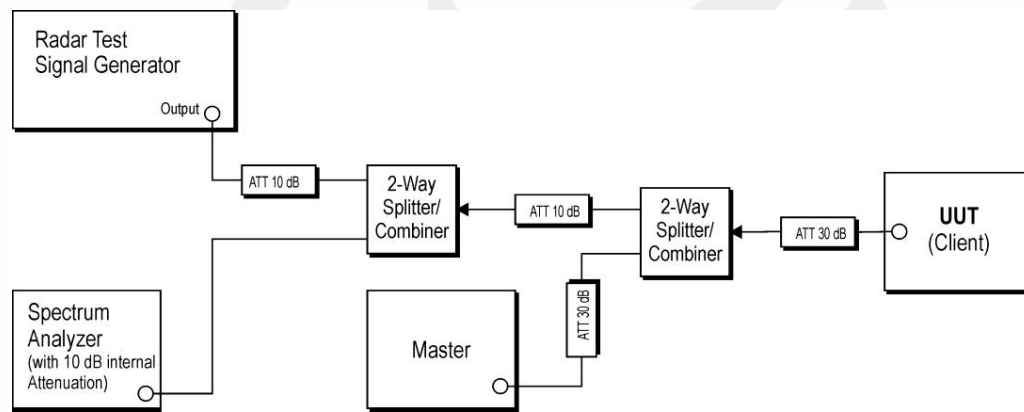 Radar Test
Signal Generator
Output
ATT 10 dB
2-Way
Splitter/
Combiner
ATT 10 dB
2-Way
Splitter/
Combiner
ATT 30 dB
UUT
(Client)
Spectrum
Analyzer
(with 10 dB internal
Attenuation)
Master
ATT 30 dB